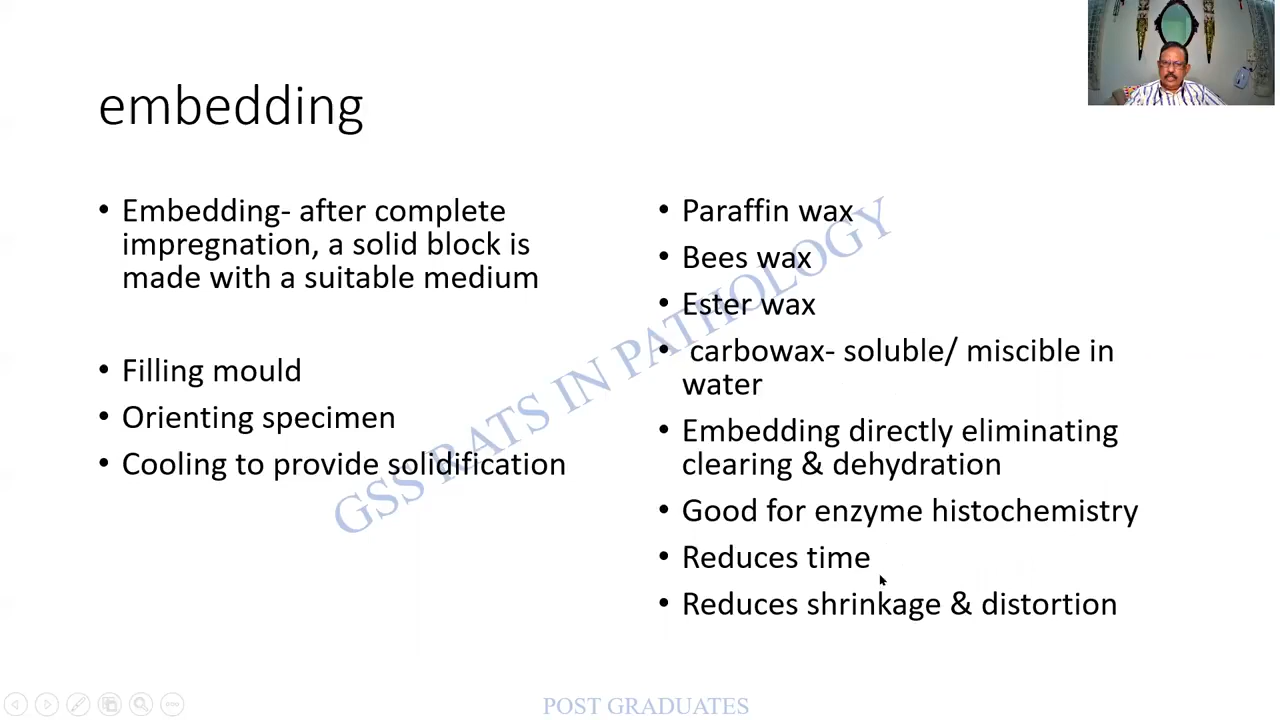 embedding
• Embedding- after complete
impregnation, a solid block is
made with a suitable medium
• Filling mould
• Orienting specimen
• Cooling to provide solidification
• Paraffin wax
• Bees wax
• Ester wax
• carbowax- soluble/ miscible in
water
• Embedding directly eliminating
clearing & dehydration
• Good for enzyme histochemistry
• Reduces time
• Reduces shrinkage & distortion
GSS RATS IN PATHOLOGY
POST GRADUATES